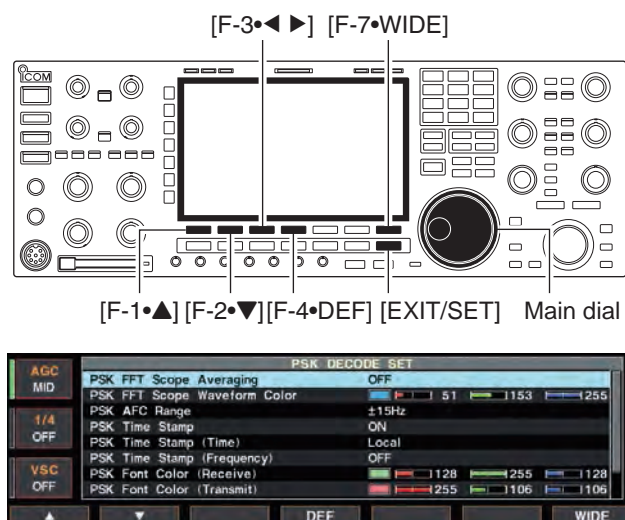 [F-3•◀ ▶] [F-7•WIDE]
ICOM
[F-1•▲] [F-2•▼] [F-4•DEF] [EXIT/SET] Main dial
PSK DECODE SET
AGC
MID
1/4
OFF
VSC
OFF
PSK FFT Scope Averaging OFF
PSK FFT Scope Waveform Color 51 153 255
PSK AFC Range ±15Hz
PSK Time Stamp ON
PSK Time Stamp (Time) Local
PSK Time Stamp (Frequency) OFF
PSK Font Color (Receive) 128 255 128
PSK Font Color (Transmit) 255 106 106
▲ ▼ DEF WIDE